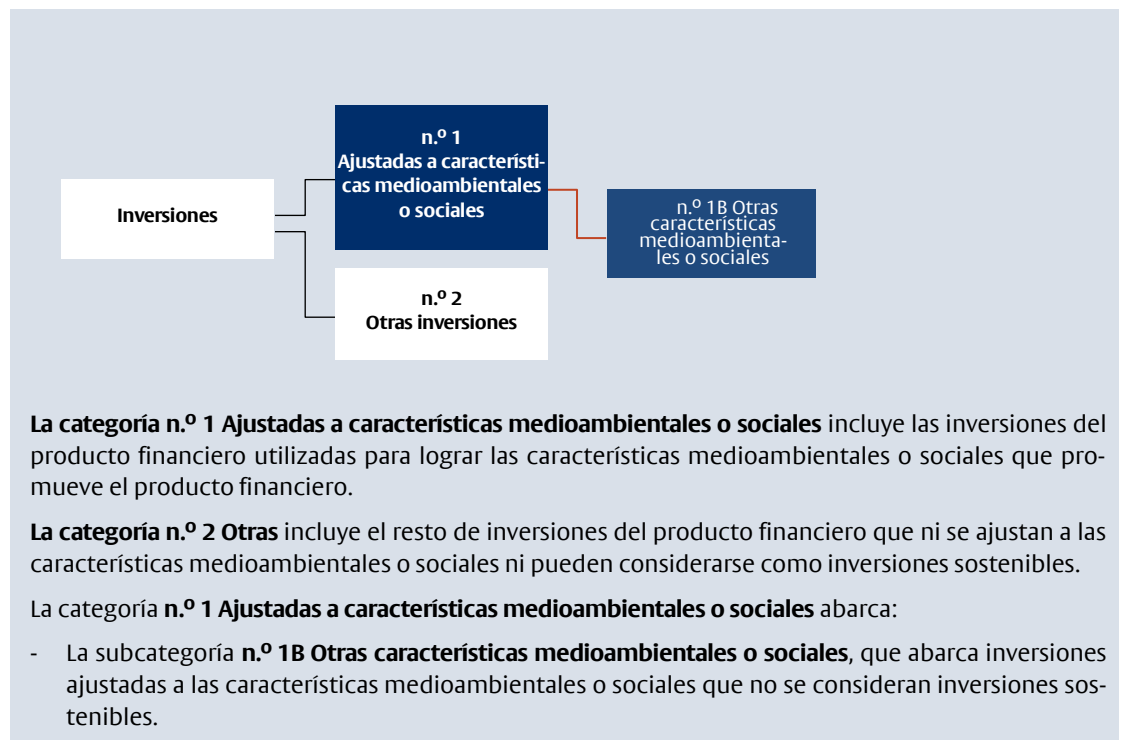 n.º 1
Ajustadas a característi-
cas medioambientales
o sociales
Inversiones
n.º 1B Otras
características
medioambienta-
les o sociales
n.º 2
Otras inversiones
La categoría n.º 1 Ajustadas a características medioambientales o sociales incluye las inversiones del
producto financiero utilizadas para lograr las características medioambientales o sociales que pro-
mueve el producto financiero.
La categoría n.º 2 Otras incluye el resto de inversiones del producto financiero que ni se ajustan a las
características medioambientales o sociales ni pueden considerarse como inversiones sostenibles.
La categoría n.º 1 Ajustadas a características medioambientales o sociales abarca:
- La subcategoría n.º 1B Otras características medioambientales o sociales, que abarca inversiones
ajustadas a las características medioambientales o sociales que no se consideran inversiones sos-
tenibles.